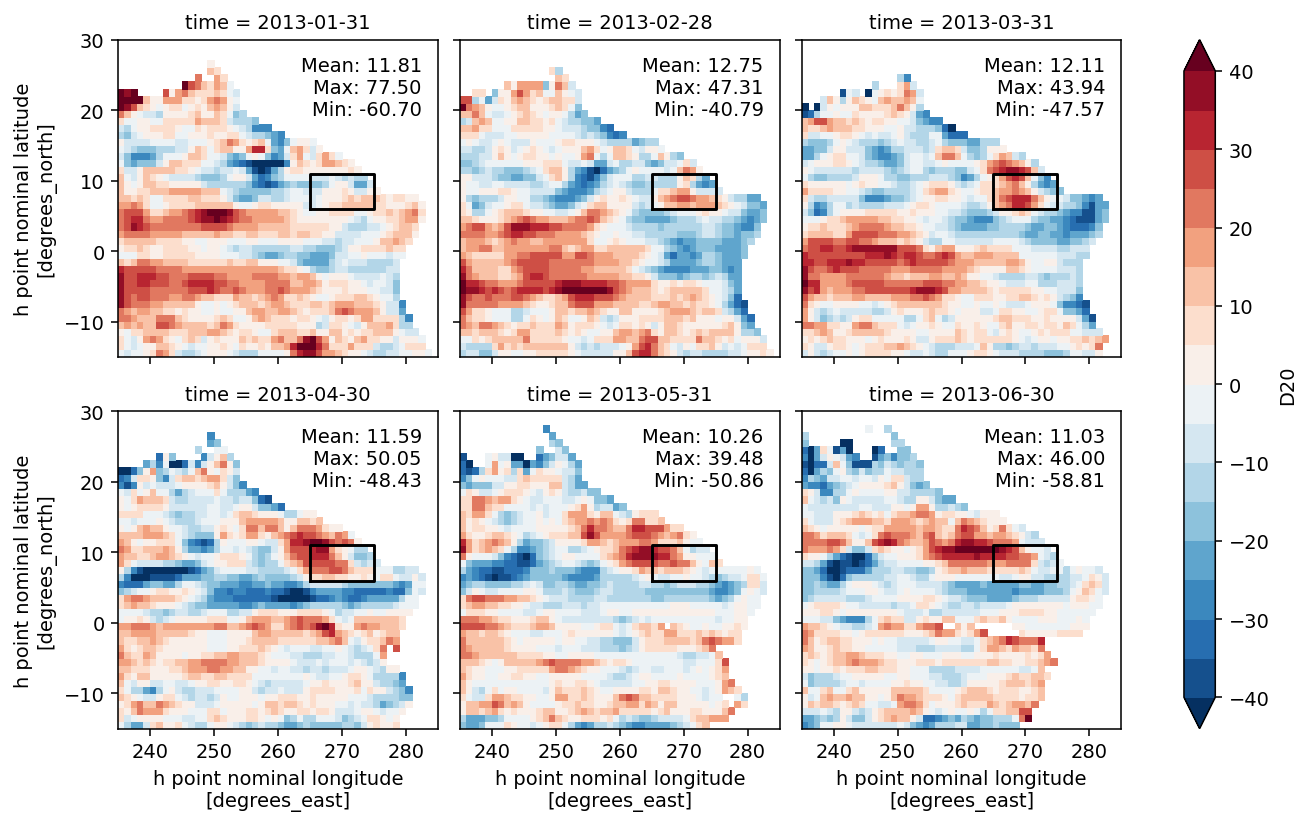 time = 2013-01-31
time = 2013-02-28
time = 2013-03-31
h point nominal latitude
[degrees_north]
30
20
10
0
−10
Mean: 11.81
Max: 77.50
Min: -60.70
Mean: 12.75
Max: 47.31
Min: -40.79
Mean: 12.11
Max: 43.94
Min: -47.57
time = 2013-04-30
time = 2013-05-31
time = 2013-06-30
h point nominal latitude
[degrees_north]
30
20
10
0
−10
Mean: 11.59
Max: 50.05
Min: -48.43
Mean: 10.26
Max: 39.48
Min: -50.86
Mean: 11.03
Max: 46.00
Min: -58.81
240 250 260 270 280
240 250 260 270 280
240 250 260 270 280
h point nominal longitude
[degrees_east]
h point nominal longitude
[degrees_east]
h point nominal longitude
[degrees_east]
40
30
20
10
0
−10
−20
−30
−40
D20